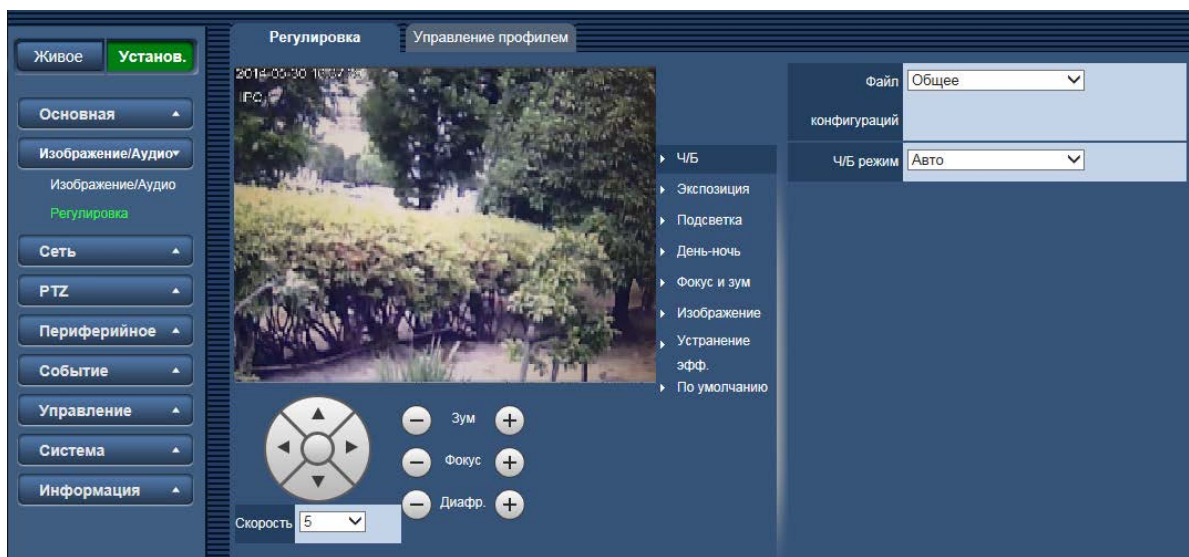 Живое
Установ.
Основная
Изображение/Аудио
Изображение/Аудио
Регулировка
Сеть
PTZ
Периферийное
Событие
Управление
Система
Информация
Регулировка
Управление профилем
IPC
Ч/Б
Экспозиция
Подсветка
День-ночь
Фокус и зум
Изображение
Устранение
эфф.
По умолчанию
Зум
Фокус
Диафр.
Скорость 5
Файл
конфигураций
Общее
Ч/Б режим Авто